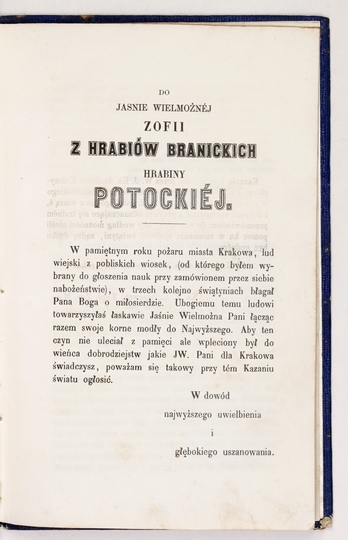 DO
JASNIE WIELMOŻNÉJ
ZOFII
Z HRABIÓW BRANICKICH
HRABINY
POTOCKIÉJ.
W pamiętnym roku pożaru miasta Krakowa, lud
wiejski z pobliskich wiosek, (od którego byłem wy-
brany do głoszenia nauk przy zamówionem przez siebie
nabożeństwie), w trzech kolejno świątyniach błagał
Pana Boga o miłosierdzie. Ubogiemu temu ludowi
towarzyszyłaś łaskawie Jaśnie Wielmożna Pani łącząc
razem swoje korne modły do Najwyższego. Aby ten
czyn nie uleciał z pamięci ale wpleciony był do
wieńca dobrodziejstw jakie JW. Pani dla Krakowa
świadczysz, poważam się takowy przy tém Kazaniu
światu ogłosić.
W dowód
najwyższego uwielbienia
i
głębokiego uszanowania.